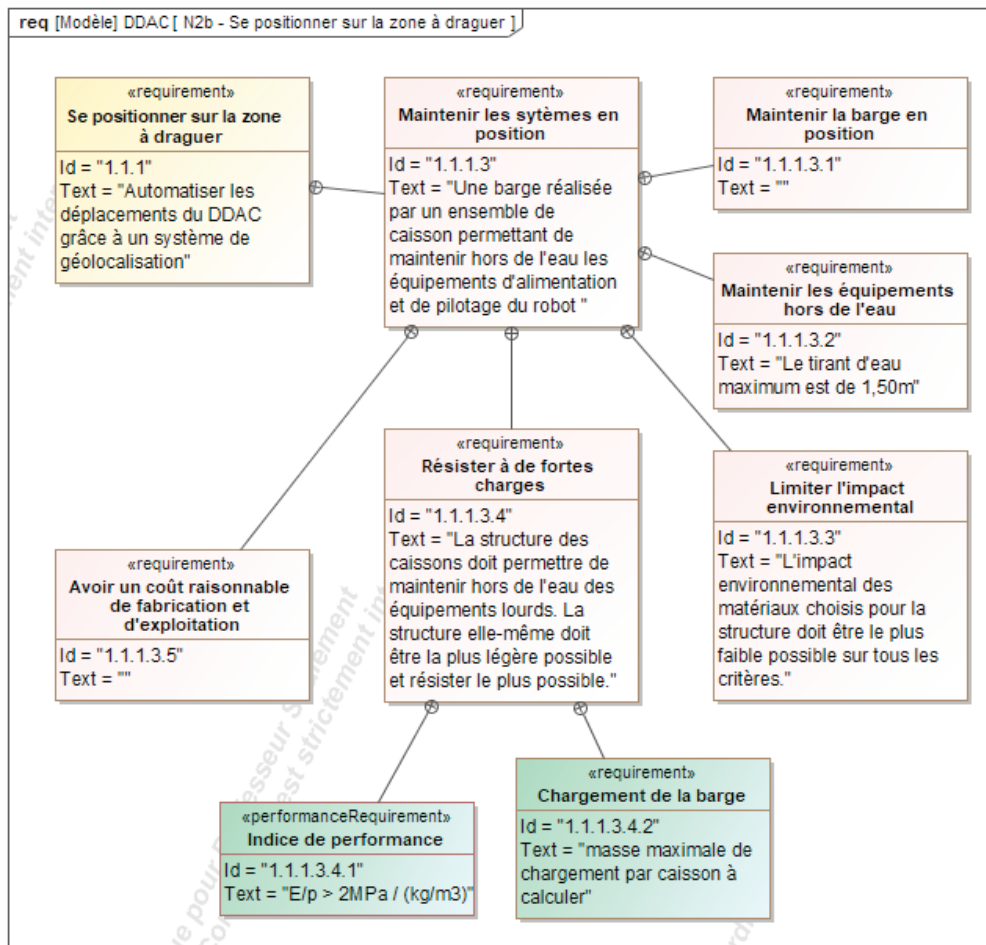 req [Modèle] DDAC [ N2b - Se positionner sur la zone à draguer ]
«requirement»
Se positionner sur la zone
à draguer
Id = "1.1.1"
Text = "Automatiser les
déplacements du DDAC
grâce à un système de
géolocalisation"
«requirement»
Maintenir les sytèmes en
position
Id = "1.1.1.3"
Text = "Une barge réalisée
par un ensemble de
caisson permettant de
maintenir hors de l'eau les
équipements d'alimentation
et de pilotage du robot "
«requirement»
Maintenir la barge en
position
Id = "1.1.1.3.1"
Text = ""
«requirement»
Maintenir les équipements
hors de l'eau
Id = "1.1.1.3.2"
Text = "Le tirant d'eau
maximum est de 1,50m"
«requirement»
Avoir un coût raisonnable
de fabrication et
d'exploitation
Id = "1.1.1.3.5"
Text = ""
«requirement»
Résister à de fortes
charges
Id = "1.1.1.3.4"
Text = "La structure des
caissons doit permettre de
maintenir hors de l'eau des
équipements lourds. La
structure elle-même doit
être la plus légère possible
et résister le plus possible."
«requirement»
Limiter l'impact
environnemental
Id = "1.1.1.3.3"
Text = "L'impact
environnemental des
matériaux choisis pour la
structure doit être le plus
faible possible sur tous les
critères."
«performanceRequirement»
Indice de performance
Id = "1.1.1.3.4.1"
Text = "E/p > 2MPa / (kg/m3)"
«requirement»
Chargement de la barge
Id = "1.1.1.3.4.2"
Text = "masse maximale de
chargement par caisson à
calculer"